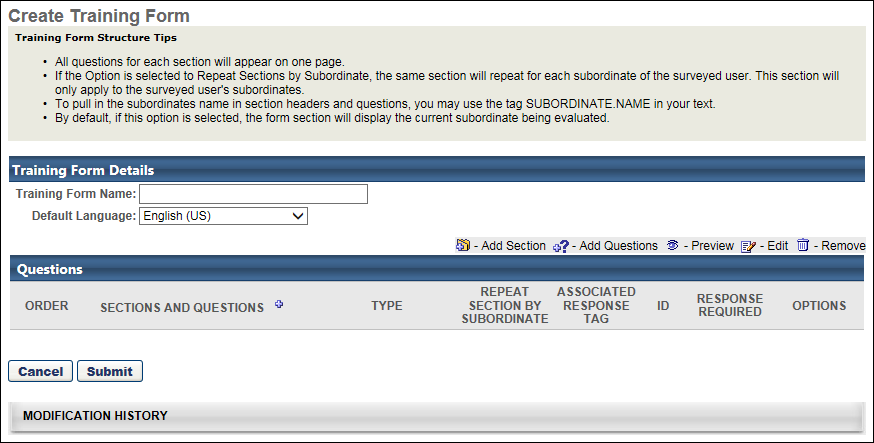 Create Training Form
Training Form Structure Tips
• All questions for each section will appear on one page.
• If the Option is selected to Repeat Sections by Subordinate, the same section will repeat for each subordinate of the surveyed user. This section will
only apply to the surveyed user's subordinates.
• To pull in the subordinates name in section headers and questions, you may use the tag SUBORDINATE.NAME in your text.
• By default, if this option is selected, the form section will display the current subordinate being evaluated.
Training Form Details
Training Form Name:
Default Language: English (US)
- Add Section - Add Questions - Preview - Edit - Remove
Questions
ORDER SECTIONS AND QUESTIONS TYPE REPEAT SECTION BY SUBORDINATE ASSOCIATED RESPONSE TAG ID RESPONSE REQUIRED OPTIONS
Cancel Submit
MODIFICATION HISTORY